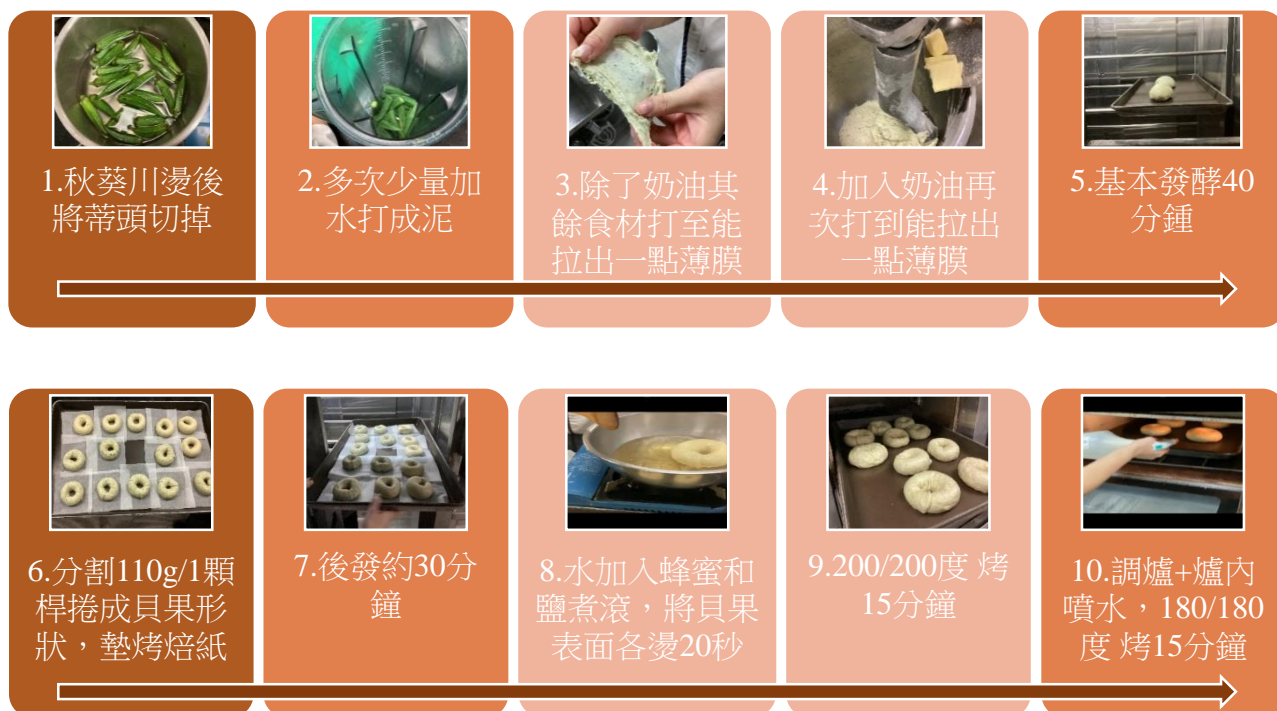 1.秋葵川燙後
將蒂頭切掉
2.多次少量加
水打成泥
3.除了奶油其
餘食材打至能
拉出一點薄膜
4.加入奶油再
次打到能拉出
一點薄膜
5.基本發酵40
分鍾
6.分割110g/1顆
桿捲成貝果形
狀，墊烤焙紙
7.後發約30分
鐘
8.水加入蜂蜜和
鹽煮滾，將貝果
表面各燙20秒
9.200/200度 烤
15分鐘
10.調爐+爐內
噴水，180/180
度 烤15分鐘